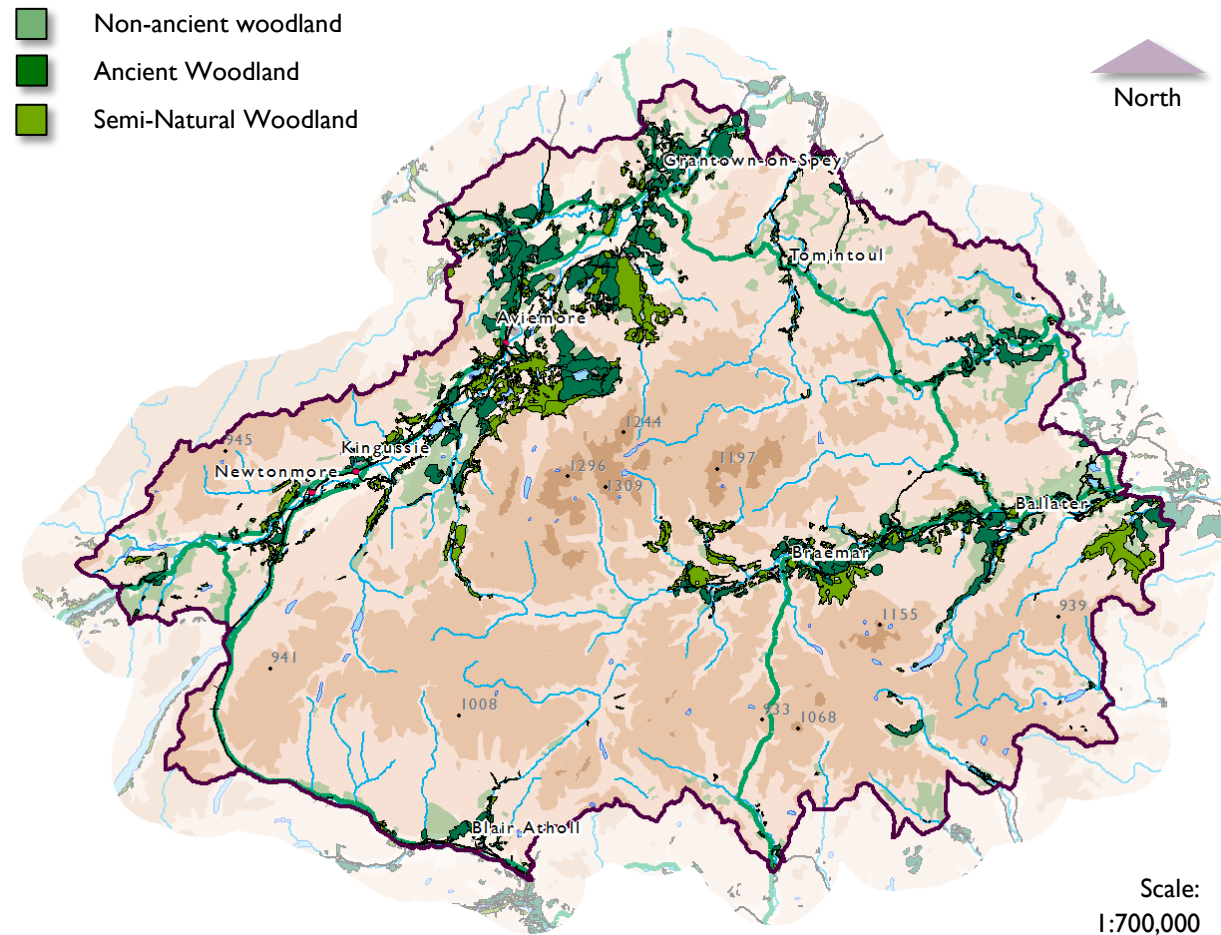 Non-ancient woodland
Ancient Woodland
Semi-Natural Woodland
North
Grantown-on-Spey
Tomintoul
Aviemore
1244
945
Kingussie
1197
Newtonmore
1296
1309
Ballater
Braemar
1155
939
941
1008
933
1068
Blair Atholl
Scale:
1:700,000